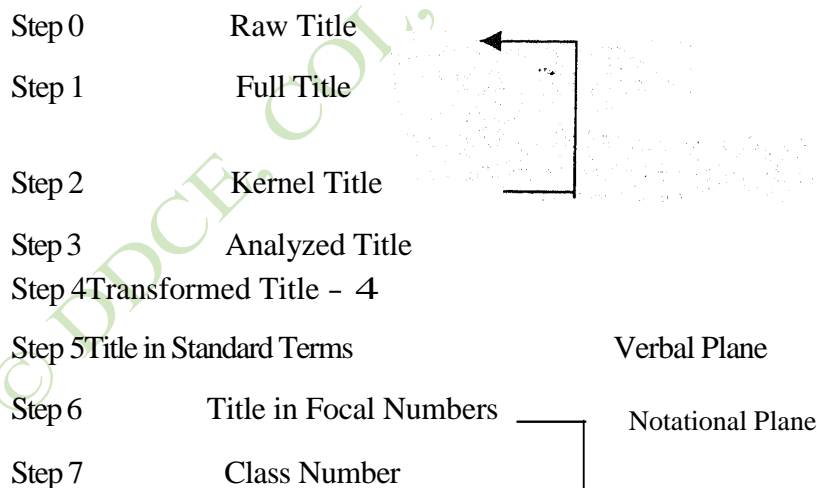 Step 0 Raw Title
Step 1 Full Title
Step 2 Kernel Title
Step 3 Analyzed Title
Step 4Transformed Title – 4
Step 5Title in Standard Terms Verbal Plane
Step 6 Title in Focal Numbers Notational Plane
Step 7 Class Number
© DDCE, COI,